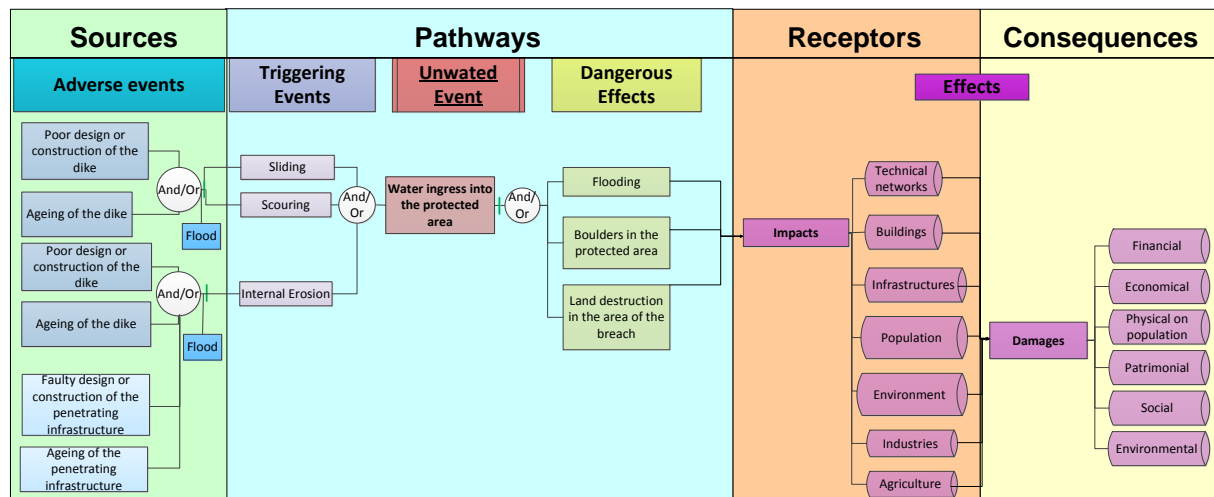 Sources
Pathways
Receptors
Consequences
Adverse events
Triggering
Events
Unwated
Event
Dangerous
Effects
Effects
Poor design or
construction of the
dike
Ageing of the dike
And/Or
Flood
Poor design or
construction of the
dike
Ageing of the dike
And/Or
Flood
Faulty design or
construction of the
penetrating
infrastructure
Ageing of the
penetrating
infrastructure
Sliding
Scouring
Internal Erosion
And/
Or
Water ingress into
the protected
area
And/
Or
Flooding
Boulders in the
protected area
Land destruction
in the area of the
breach
Impacts
Technical
networks
Buildings
Infrastructures
Population
Environment
Industries
Agriculture
Damages
Financial
Economical
Physical on
population
Patrimonial
Social
Environmental